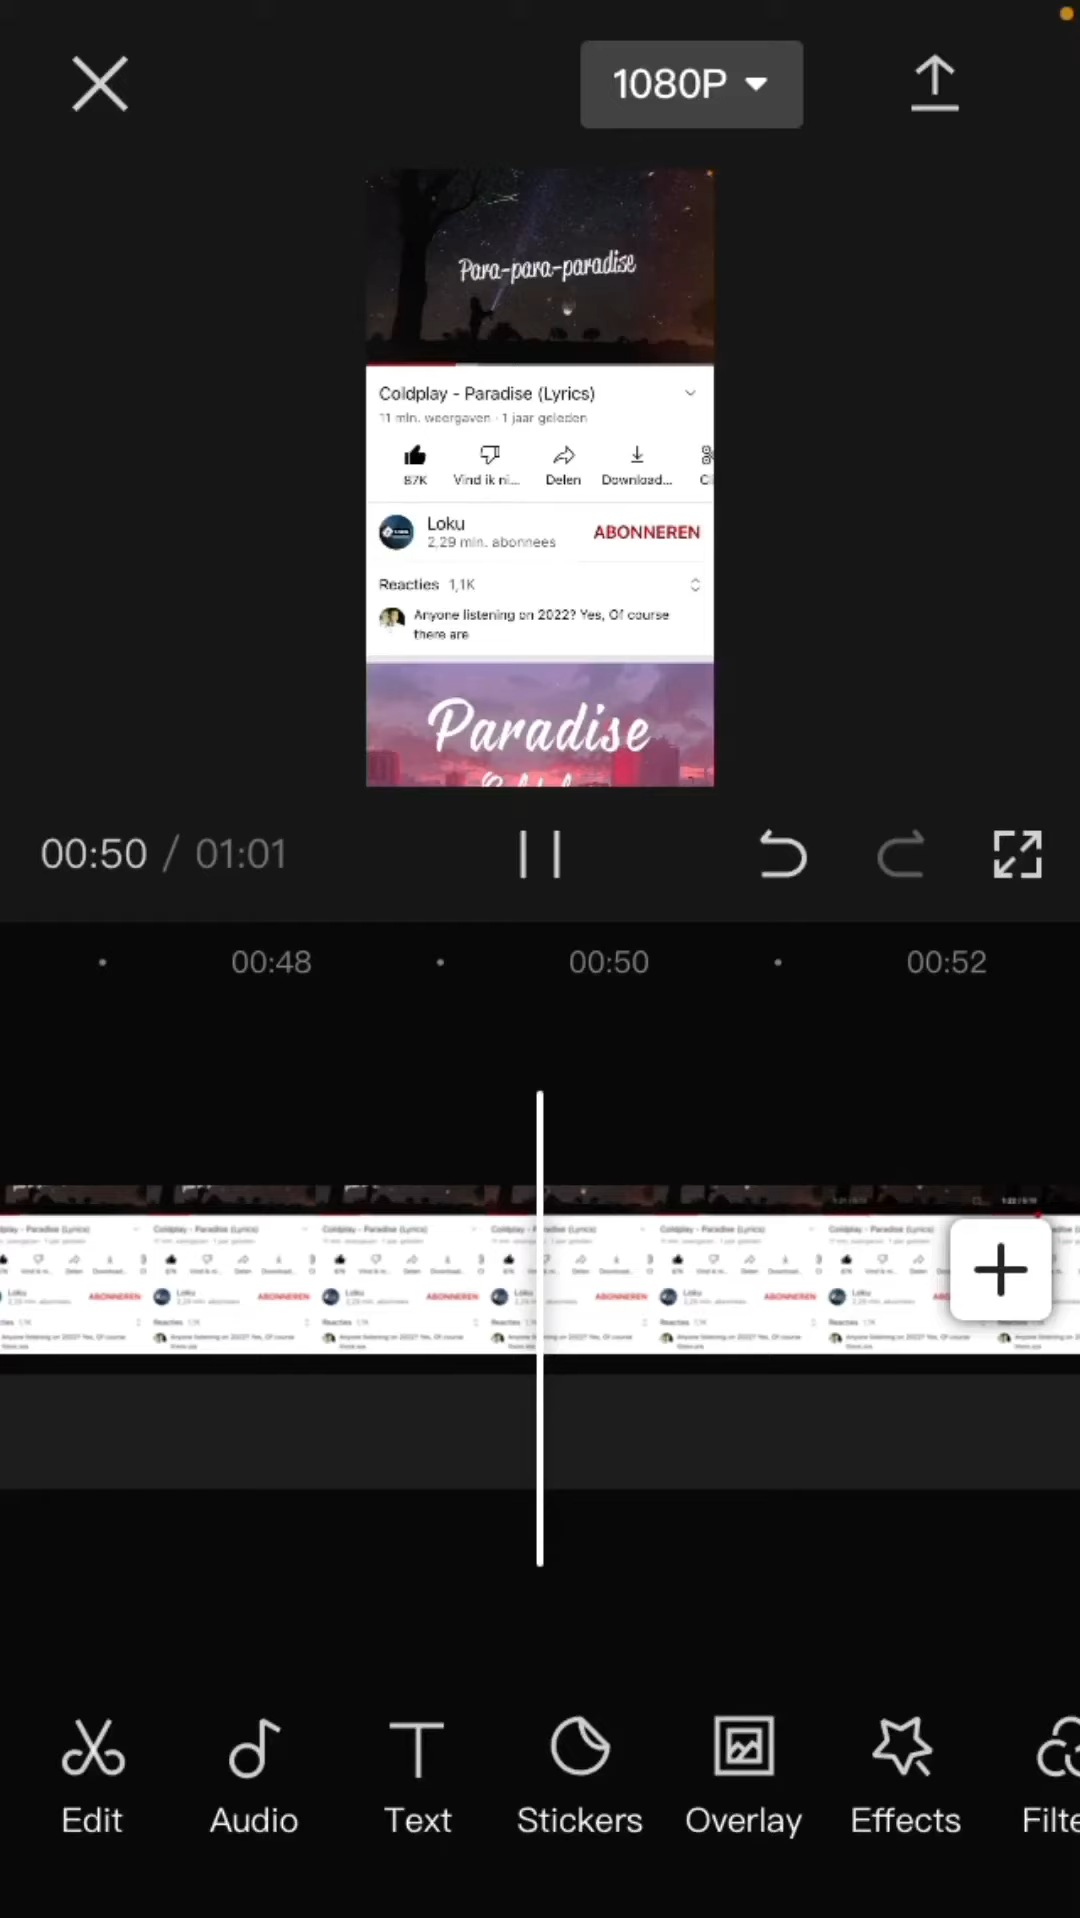 1080P
Para-para-paradise
Coldplay - Paradise (Lyrics)
11 mln. weergaven · 1 jaar geleden
87K Vind ik ni... Delen Download...
Loku
2,29 mln. abonnees
ABONNEREN
Reacties 1,1K
Anyone listening on 2022? Yes, Of course
there are
Paradise
00:50 / 01:01
00:48 00:50 00:52
Edit Audio Text Stickers Overlay Effects Filte